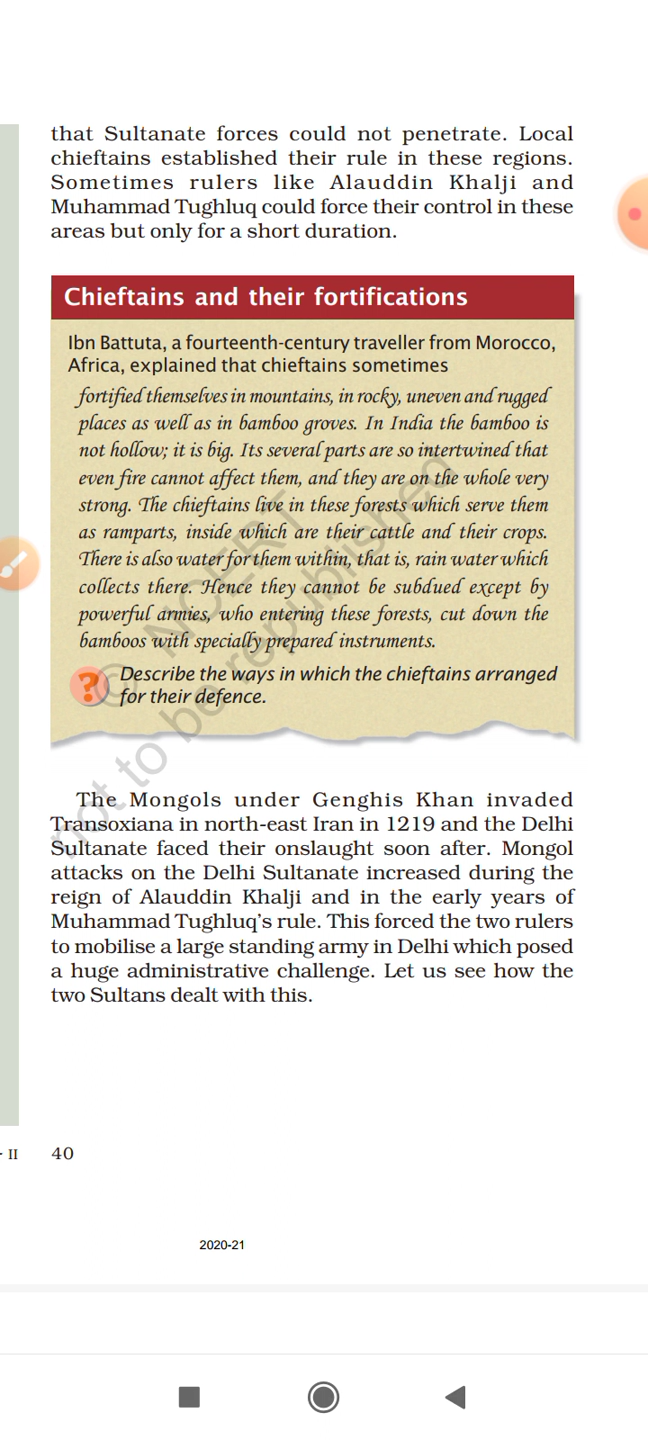 that Sultanate forces could not penetrate. Local
chieftains established their rule in these regions.
Sometimes rulers like Alauddin Khalji and
Muhammad Tughluq could force their control in these
areas but only for a short duration.
Chieftains and their fortifications
Ibn Battuta, a fourteenth-century traveller from Morocco,
Africa, explained that chieftains sometimes
fortified themselves in mountains, in rocky, uneven and rugged
places as well as in bamboo groves. In India the bamboo is
not hollow; it is big. Its several parts are so intertwined that
even fire cannot affect them, and they are on the whole very
strong. The chieftains live in these forests which serve them
as ramparts, inside which are their cattle and their crops.
There is also water for them within, that is, rain water which
collects there. Hence they cannot be subdued except by
powerful armies, who entering these forests, cut down the
bamboos with specially prepared instruments.
? Describe the ways in which the chieftains arranged
for their defence.
The Mongols under Genghis Khan invaded
Transoxiana in north-east Iran in 1219 and the Delhi
Sultanate faced their onslaught soon after. Mongol
attacks on the Delhi Sultanate increased during the
reign of Alauddin Khalji and in the early years of
Muhammad Tughluq's rule. This forced the two rulers
to mobilise a large standing army in Delhi which posed
a huge administrative challenge. Let us see how the
two Sultans dealt with this.
- II 40
2020-21
© NCERT
not to be republished